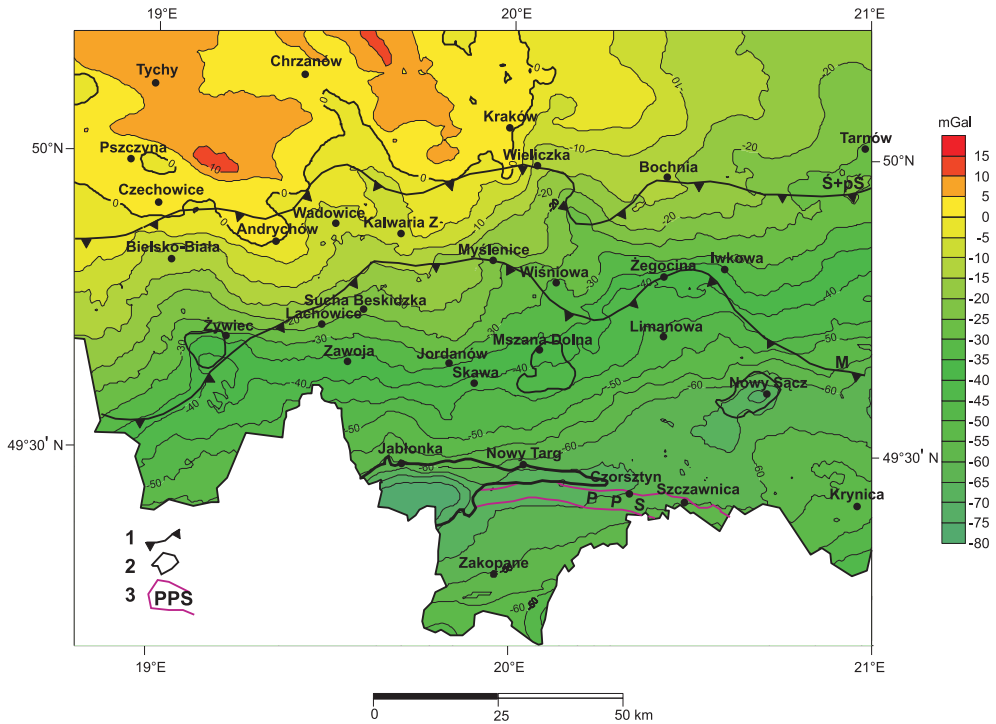 19°E 20°E 21°E
mGal
Tychy
Chrzanów
Kraków
Tarnów
50° N
Pszczyna
Wieliczka
Bochnia
50°N
Czechowice
Ś+pŚ
Wadowice
Andrychów
Kalwaria Z
Bielsko-Biała
Myślenice
Wiśniowa
Żegocina
Iwkowa
Sucha Beskidzka
Lachowice
Żywiec
Limanowa
Mszana Dolna
Zawoja
Jordanów
Skawa
M
Nowy Sącz
49°30' N
Jabłonka
Nowy Targ
49°30' N
Czorsztyn
Szczawnica
P P S
Krynica
Zakopane
1
2
3 PPS
15
10
5
0
-5
-10
-15
-20
-25
-30
-35
-40
-45
-50
-55
-60
-65
-70
-75
-80
19°E 20°E 21°E
0 25 50 km